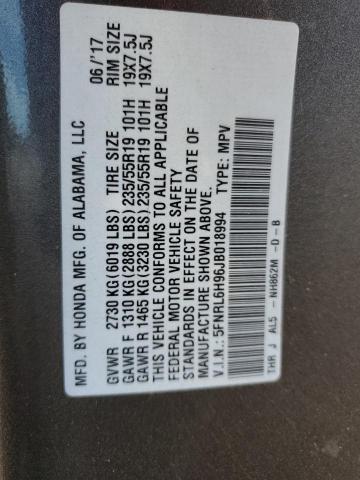 MFD. BY HONDA MFG. OF ALABAMA, LLC 06/'17
GVWR 2730 KG(6019 LBS) TIRE SIZE RIM SIZE
GAWR F 1310 KG(2888 LBS) 235/55R19 101H 19X7.5J
GAWR R 1465 KG(3230 LBS) 235/55R19 101H 19X7.5J
THIS VEHICLE CONFORMS TO ALL APPLICABLE
FEDERAL MOTOR VEHICLE SAFETY
STANDARDS IN EFFECT ON THE DATE OF
MANUFACTURE SHOWN ABOVE.
V.I.N.: 5FNRL6H96JB018994 TYPE: MPV
THR J AL5 - NH862M -D-B